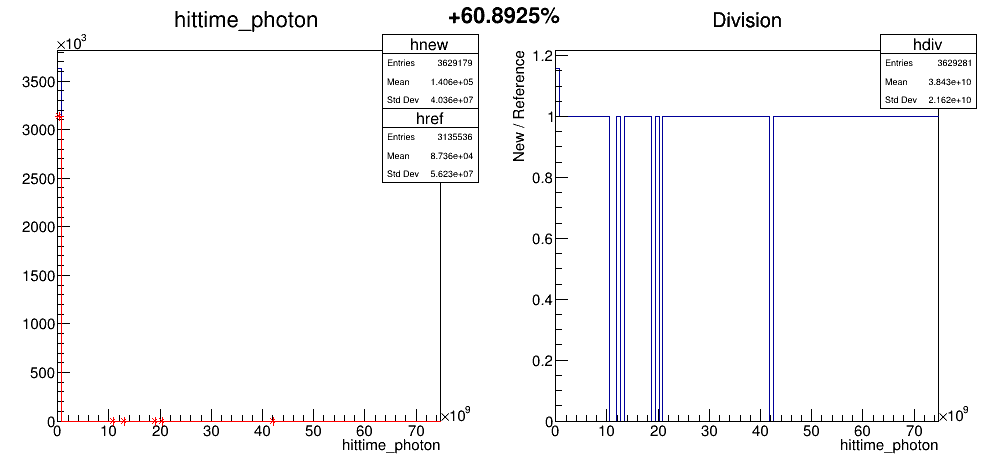 +60.8925%
hittime_photon
×10³
3500
3000
2500
2000
1500
1000
500
0
0 10 20 30 40 50 60 70
×10⁹
hittime_photon
hnew
Entries 3629179
Mean 1.406e+05
Std Dev 4.036e+07
href
Entries 3135536
Mean 8.736e+04
Std Dev 5.623e+07
Division
New / Reference
1.2
1
0.8
0.6
0.4
0.2
0
0 10 20 30 40 50 60 70
×10⁹
hittime_photon
hdiv
Entries 3629281
Mean 3.843e+10
Std Dev 2.162e+10